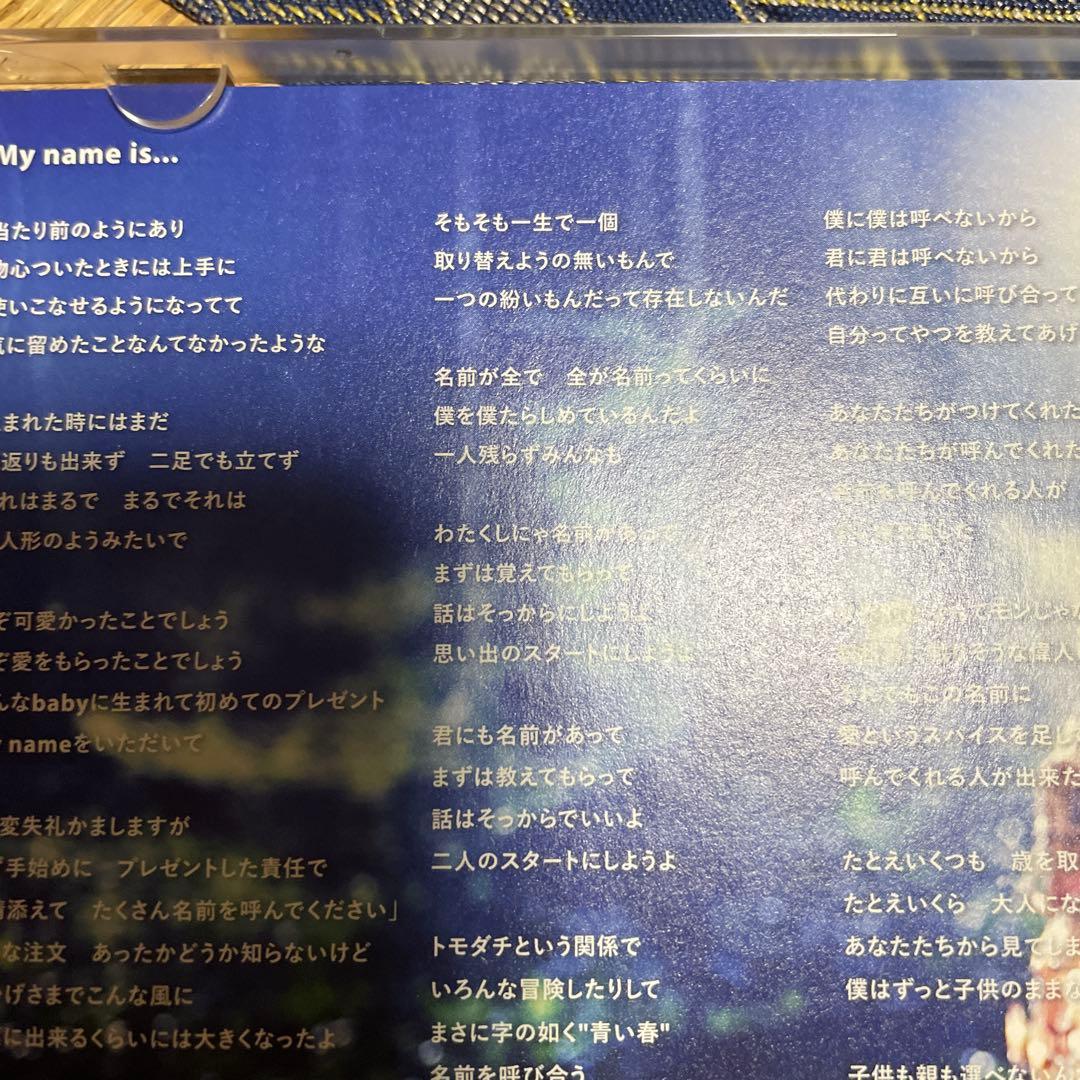 My name is...
当たり前のようにあり
物心ついたときには上手に
使いこなせるようになってて
気に留めたことなんてなかったような
まれた時にはまだ
返りも出来ず 二足でも立てず
れはまるで まるでそれは
人形のようみたいで
ぞ可愛かったことでしょう
ぞ愛をもらったことでしょう
んなbabyに生まれて初めてのプレゼント
nameをいただいて
変失礼かましますが
手始めに プレゼントした責任で
添えて たくさん名前を呼んでください」
な注文 あったかどうか知らないけど
げさまでこんな風に
に出来るくらいには大きくなったよ
そもそも一生で一個
取り替えようの無いもんで
一つの紛いもんだって存在しないんだ
名前が全で 全が名前ってくらいに
僕を僕たらしめているんだよ
一人残らずみんなも
わたくしにゃ名前があって
まずは覚えてもらって
話はそっからにしようよ
思い出のスタートにしようよ
君にも名前があって
まずは教えてもらって
話はそっからでいいよ
二人のスタートにしようよ
トモダチという関係で
いろんな冒険したりして
まさに字の如く"青い春"
名前を呼び合う
僕に僕は呼べないから
君に君は呼べないから
代わりに互いに呼び合って
自分ってやつを教えてあげ
あなたたちがつけてくれた
あなたたちが呼んでくれた
名前を呼んでくれる人が
ました
てモンじゃな
そうな偉人
それでもこの名前に
愛というスパイスを足し
呼んでくれる人が出来た
たとえいくつも 歳を取
たとえいくら 大人にな
あなたたちから見てしま
僕はずっと子供のままな
子供も親も選べないん